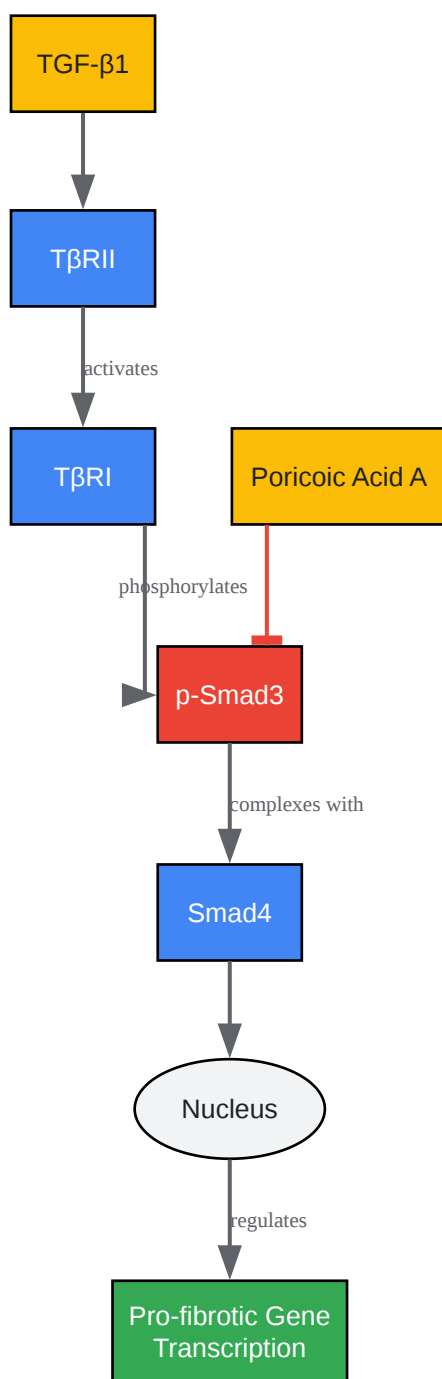 TGF-β1
TβRII
activates
TβRI
Poricoic Acid A
phosphorylates
p-Smad3
complexes with
Smad4
Nucleus
regulates
Pro-fibrotic Gene
Transcription